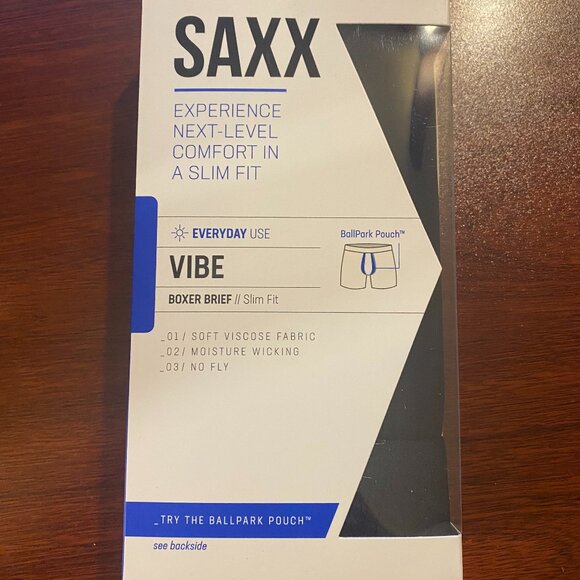 SAXX
EXPERIENCE
NEXT-LEVEL
COMFORT IN
A SLIM FIT
EVERYDAY USE
BallPark Pouch™
VIBE
BOXER BRIEF // Slim Fit
_01/ SOFT VISCOSE FABRIC
_02/ MOISTURE WICKING
_03/ NO FLY
_TRY THE BALLPARK POUCH™
see backside